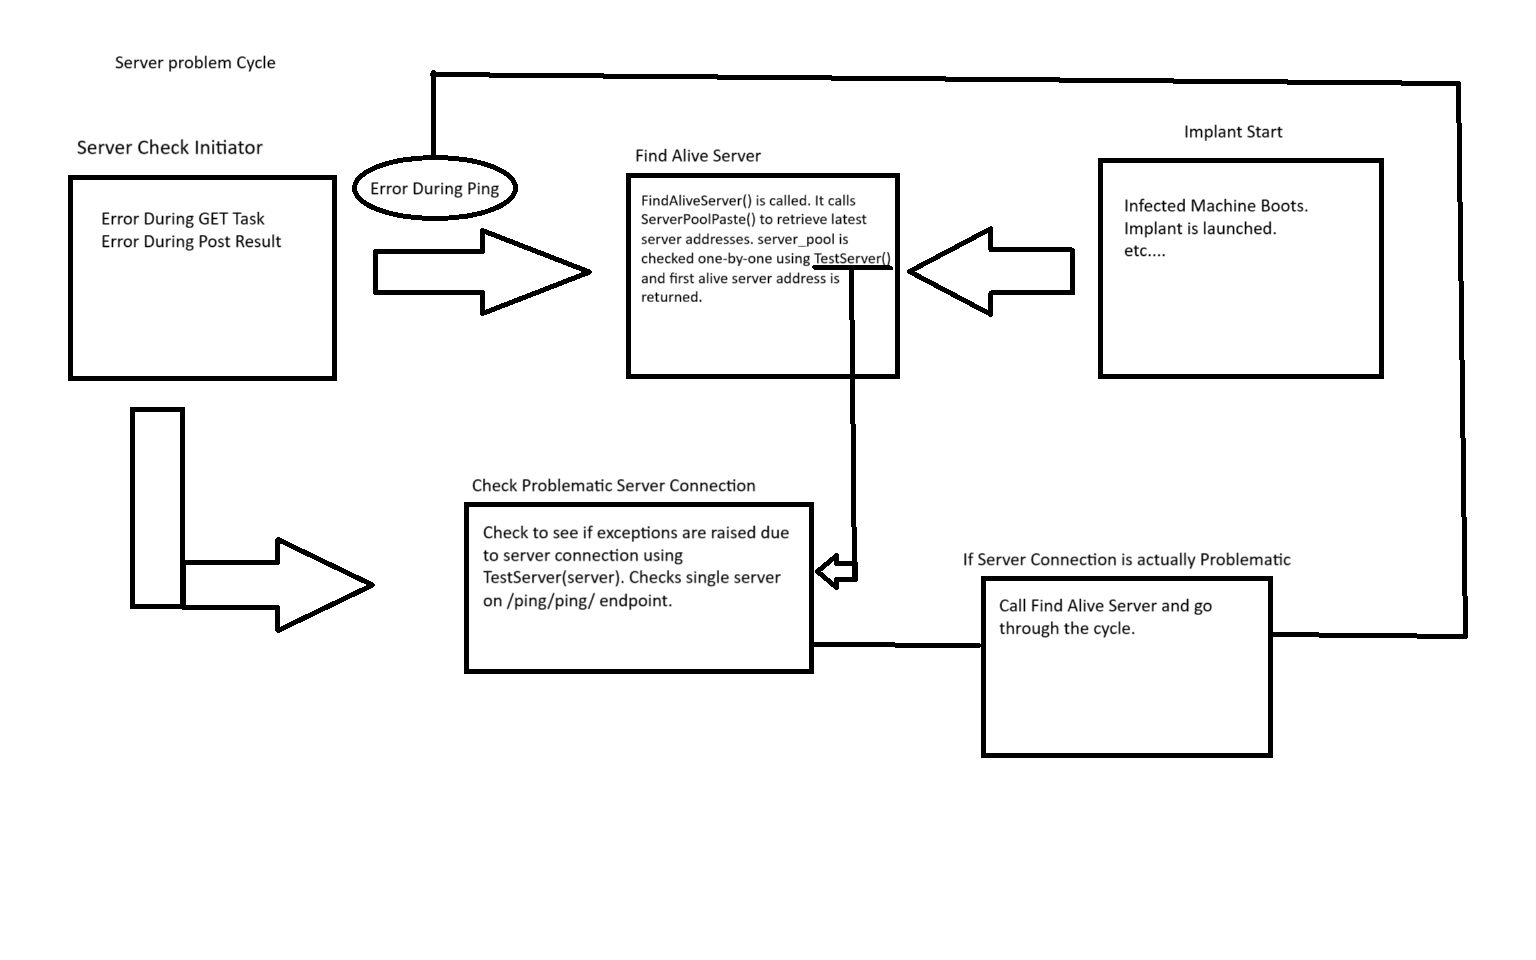 Server problem Cycle
Server Check Initiator
Error During GET Task
Error During Post Result
Error During Ping
Find Alive Server
FindAliveServer() is called. It calls
ServerPoolPaste() to retrieve latest
server addresses. server_pool is
checked one-by-one using TestServer()
and first alive server address is
returned.
Implant Start
Infected Machine Boots.
Implant is launched.
etc....
Check Problematic Server Connection
Check to see if exceptions are raised due
to server connection using
TestServer(server). Checks single server
on /ping/ping/ endpoint.
If Server Connection is actually Problematic
Call Find Alive Server and go
through the cycle.